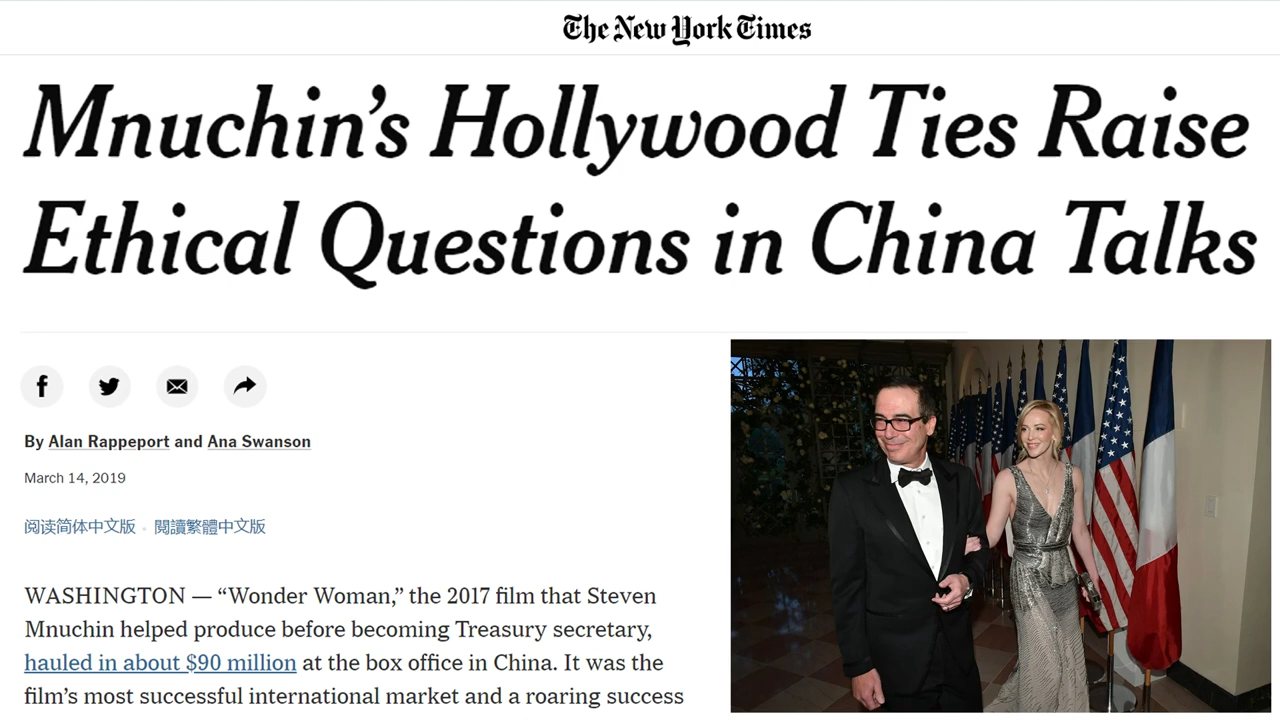 The New York Times
Mnuchin’s Hollywood Ties Raise
Ethical Questions in China Talks
By Alan Rappeport and Ana Swanson
March 14, 2019
阅读简体中文版 · 閱讀繁體中文版
WASHINGTON — “Wonder Woman,” the 2017 film that Steven
Mnuchin helped produce before becoming Treasury secretary,
hauled in about $90 million at the box office in China. It was the
film’s most successful international market and a roaring success